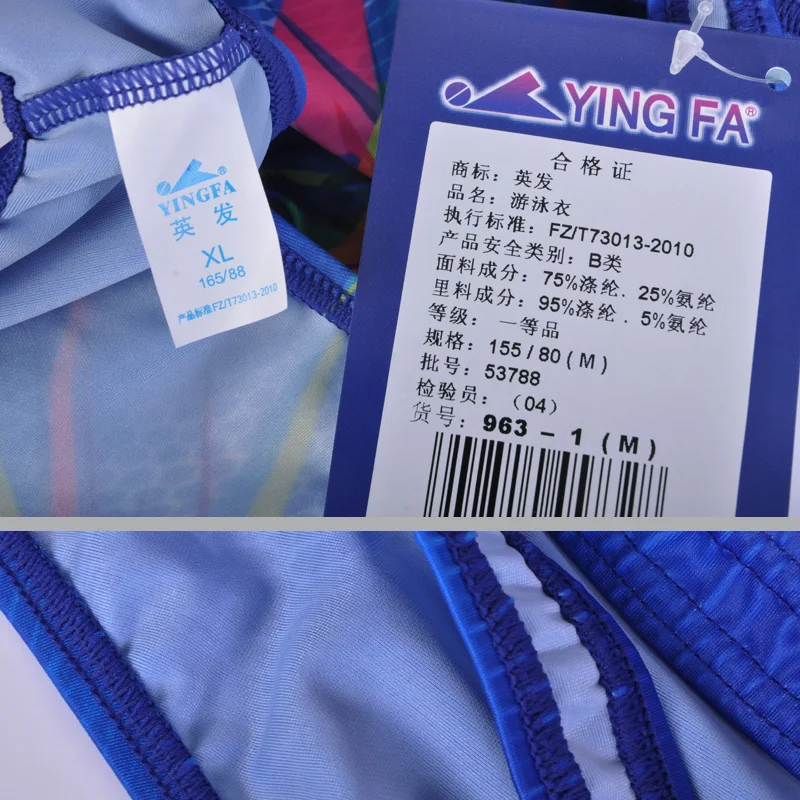 YINGFA®
英发
XL
165/88
产品标准FZ/T73013-2010
YING FA®
合格证
商标：英发
品名：游泳衣
执行标准：FZ/T73013-2010
产品安全类别：B类
面料成分：75%涤纶．25%氨纶
里料成分：95%涤纶．5%氨纶
等级：一等品
规格：155/80(M)
批号：53788
检验员：（04）
货号：963-1(M)